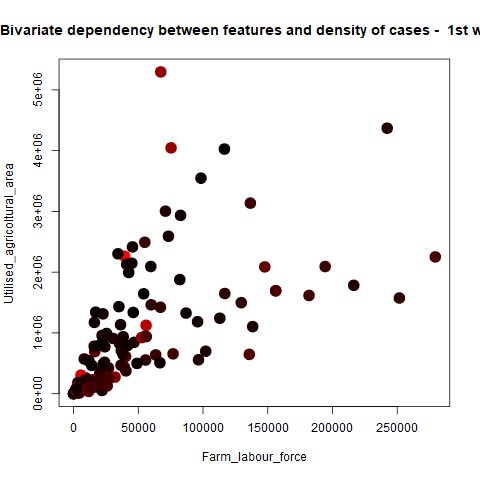 Bivariate dependency between features and density of cases - 1st w
5e+06
4e+06
3e+06
2e+06
1e+06
0e+00
Utilised_agricoltural_area
0
50000
100000
150000
200000
250000
Farm_labour_force